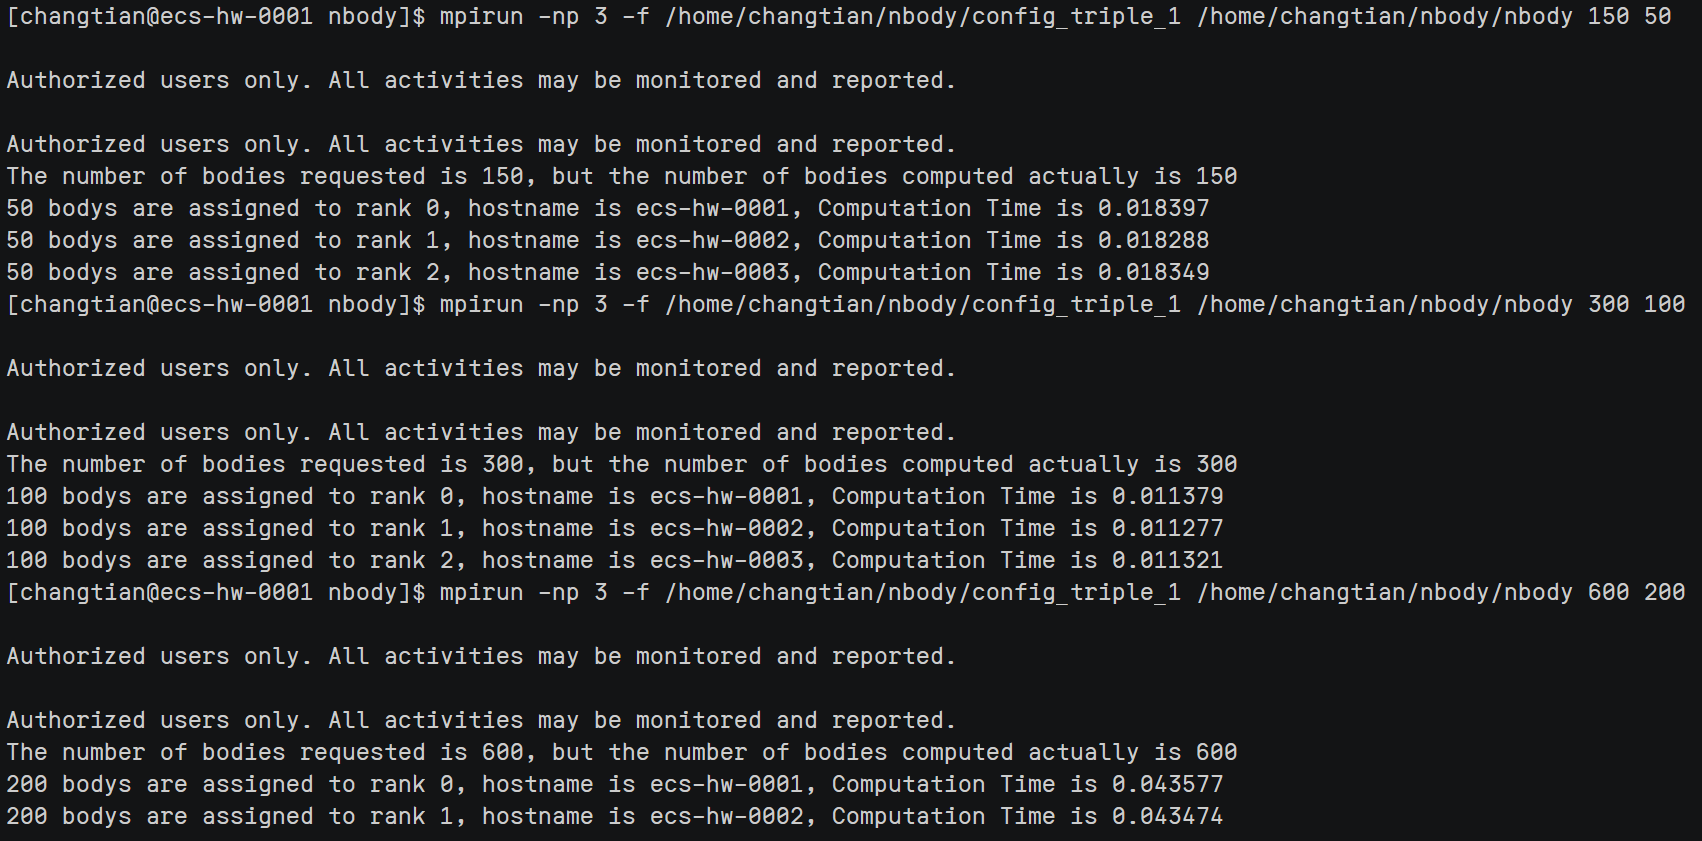 [changtian@ecs-hw-0001 nbody]$ mpirun -np 3 -f /home/changtian/nbody/config_triple_1 /home/changtian/nbody/nbody 150 50
Authorized users only. All activities may be monitored and reported.
Authorized users only. All activities may be monitored and reported.
The number of bodies requested is 150, but the number of bodies computed actually is 150
50 bodys are assigned to rank 0, hostname is ecs-hw-0001, Computation Time is 0.018397
50 bodys are assigned to rank 1, hostname is ecs-hw-0002, Computation Time is 0.018288
50 bodys are assigned to rank 2, hostname is ecs-hw-0003, Computation Time is 0.018349
[changtian@ecs-hw-0001 nbody]$ mpirun -np 3 -f /home/changtian/nbody/config_triple_1 /home/changtian/nbody/nbody 300 100
Authorized users only. All activities may be monitored and reported.
Authorized users only. All activities may be monitored and reported.
The number of bodies requested is 300, but the number of bodies computed actually is 300
100 bodys are assigned to rank 0, hostname is ecs-hw-0001, Computation Time is 0.011379
100 bodys are assigned to rank 1, hostname is ecs-hw-0002, Computation Time is 0.011277
100 bodys are assigned to rank 2, hostname is ecs-hw-0003, Computation Time is 0.011321
[changtian@ecs-hw-0001 nbody]$ mpirun -np 3 -f /home/changtian/nbody/config_triple_1 /home/changtian/nbody/nbody 600 200
Authorized users only. All activities may be monitored and reported.
Authorized users only. All activities may be monitored and reported.
The number of bodies requested is 600, but the number of bodies computed actually is 600
200 bodys are assigned to rank 0, hostname is ecs-hw-0001, Computation Time is 0.043577
200 bodys are assigned to rank 1, hostname is ecs-hw-0002, Computation Time is 0.043474